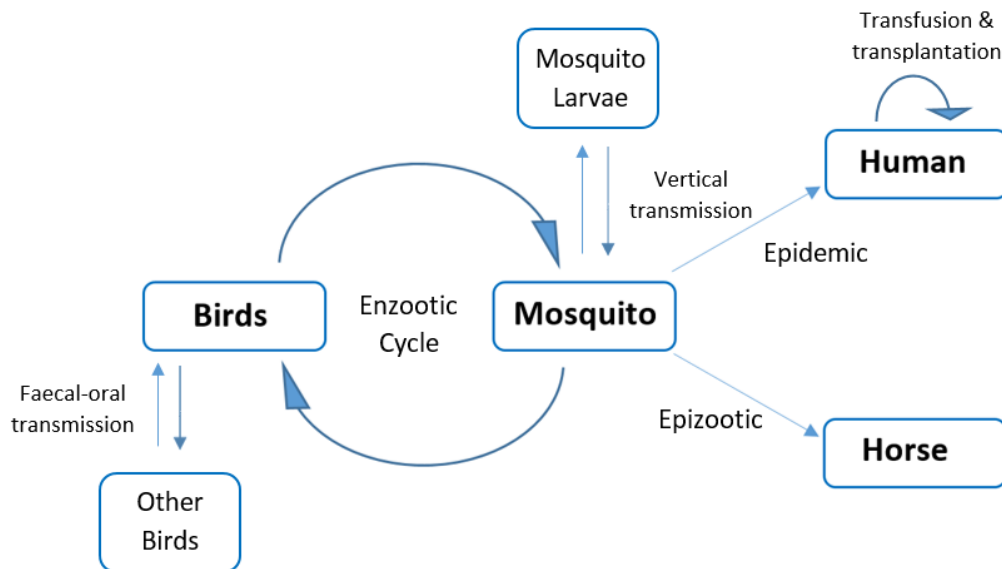 Transfusion &
transplantation
Mosquito
Larvae
Human
Vertical
transmission
Epidemic
Birds
Enzootic
Cycle
Mosquito
Faecal-oral
transmission
Epizootic
Horse
Other
Birds